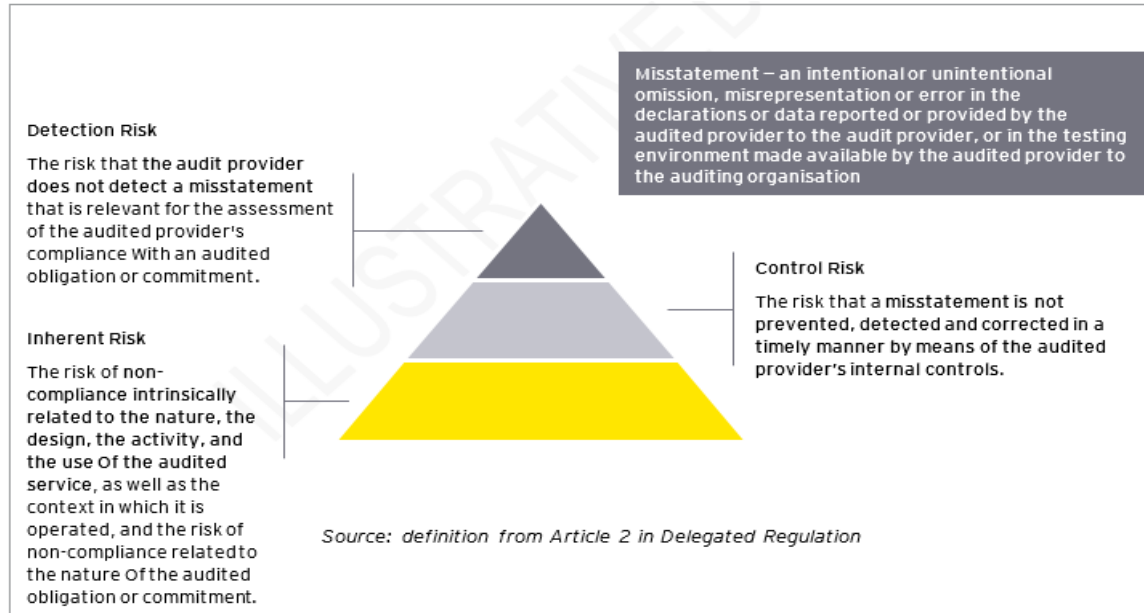 Misstatement – an intentional or unintentional
omission, misrepresentation or error in the
declarations or data reported or provided by the
audited provider to the audit provider, or in the testing
environment made available by the audited provider to
the auditing organisation
Detection Risk
The risk that the audit provider
does not detect a misstatement
that is relevant for the assessment
of the audited provider's
compliance With an audited
obligation or commitment.
Control Risk
The risk that a misstatement is not
prevented, detected and corrected in a
timely manner by means of the audited
provider's internal controls.
Inherent Risk
The risk of non-
compliance intrinsically
related to the nature, the
design, the activity, and
the use Of the audited
service, as well as the
context in which it is
operated, and the risk of
non-compliance related to
the nature Of the audited
obligation or commitment.
Source: definition from Article 2 in Delegated Regulation
ILLUSTRATIVE